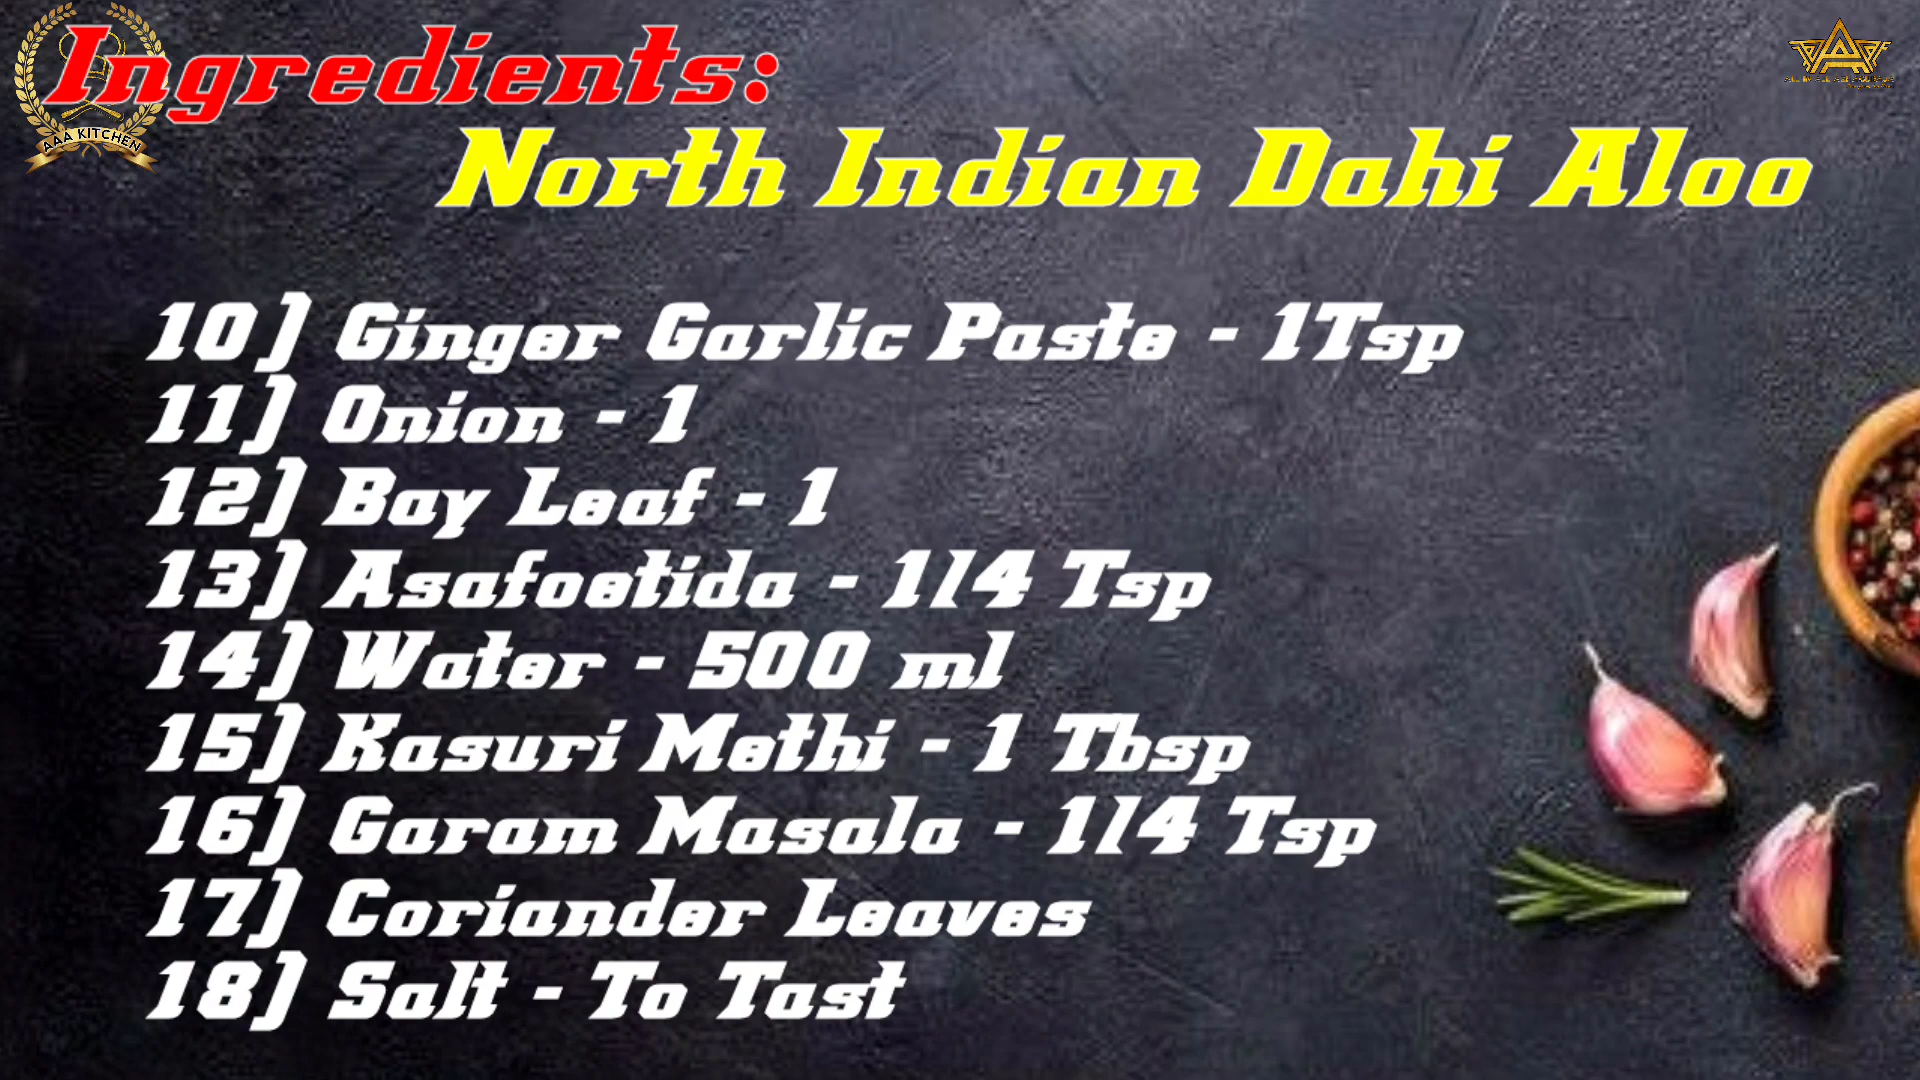 Ingredients:
AAA KITCHEN
North Indian Dahi Aloo
10) Ginger Garlic Paste - 1Tsp
11) Onion - 1
12) Bay Leaf - 1
13) Asafoetida - 1/4 Tsp
14) Water - 500 ml
15) Kasuri Methi - 1 Tbsp
16) Garam Masala - 1/4 Tsp
17) Coriander Leaves
18) Salt - To Tast